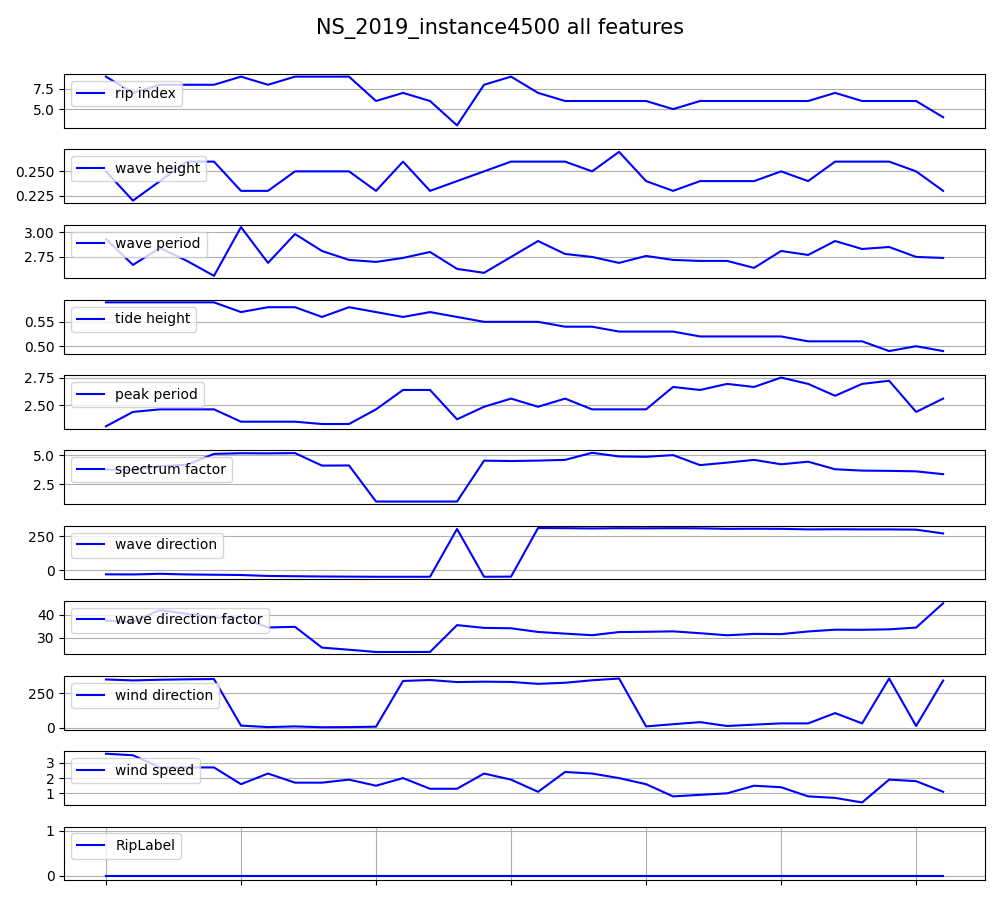 NS_2019_instance4500 all features
7.5
5.0
rip index
0.250
0.225
wave height
3.00
2.75
wave period
0.55
0.50
tide height
2.75
2.50
peak period
5.0
2.5
spectrum factor
250
0
wave direction
40
30
wave direction factor
250
0
wind direction
3
2
1
wind speed
1
0
RipLabel